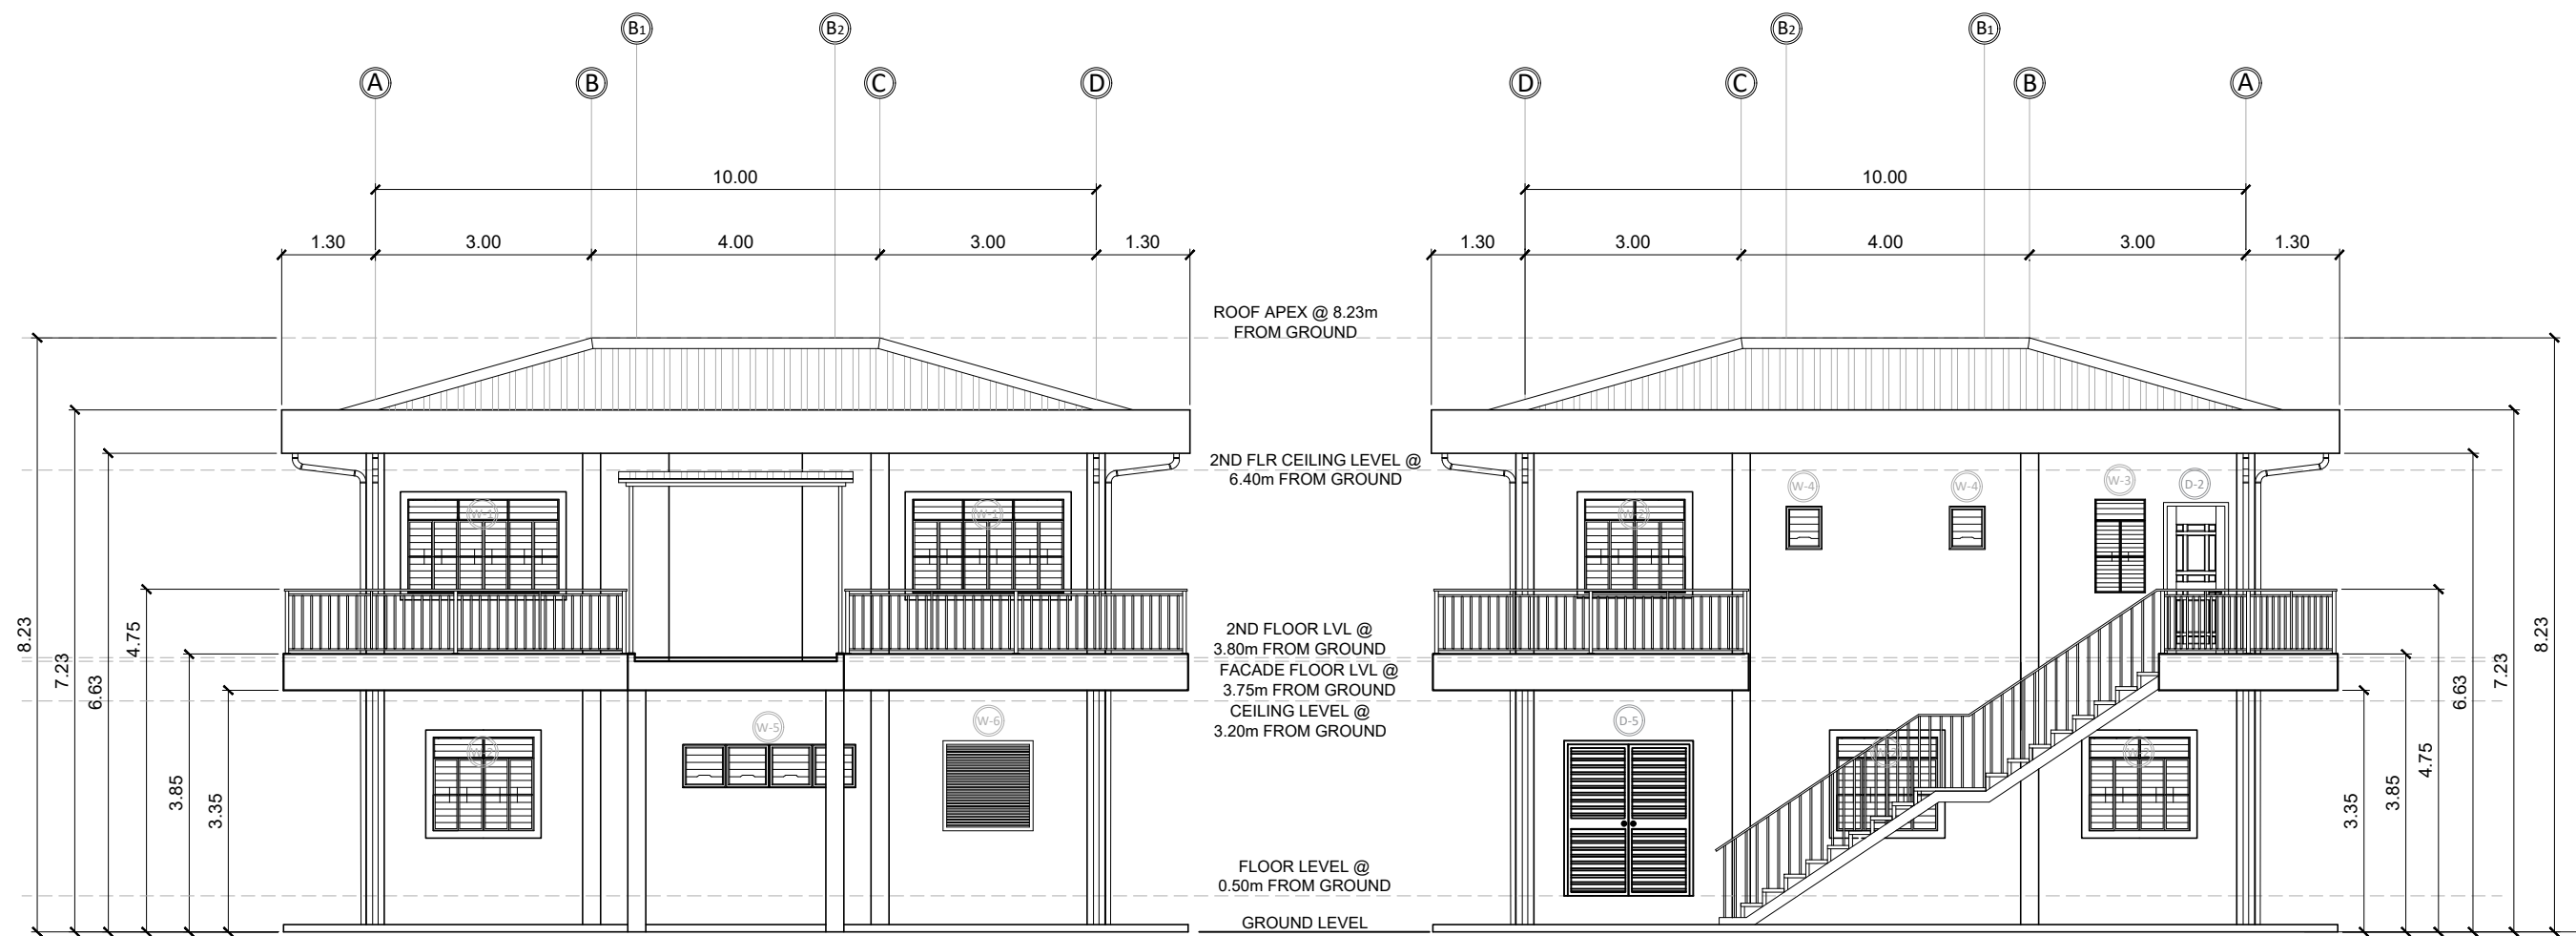 B1 B2 B2 B1
A B C D D C B A
10.00 10.00
1.30 3.00 4.00 3.00 1.30 1.30 3.00 4.00 3.00 1.30
ROOF APEX @ 8.23m
FROM GROUND
2ND FLR CEILING LEVEL @
6.40m FROM GROUND
W-4 W-4 W-3 D-2
W-1 W-1 W-2
2ND FLOOR LVL @
3.80m FROM GROUND
FACADE FLOOR LVL @
3.75m FROM GROUND
CEILING LEVEL @
3.20m FROM GROUND
8.23 7.23 6.63 4.75 3.85 3.35
3.35 3.85 4.75 6.63 7.23 8.23
W-5 W-6 D-5
W-2 W-2
FLOOR LEVEL @
0.50m FROM GROUND
GROUND LEVEL